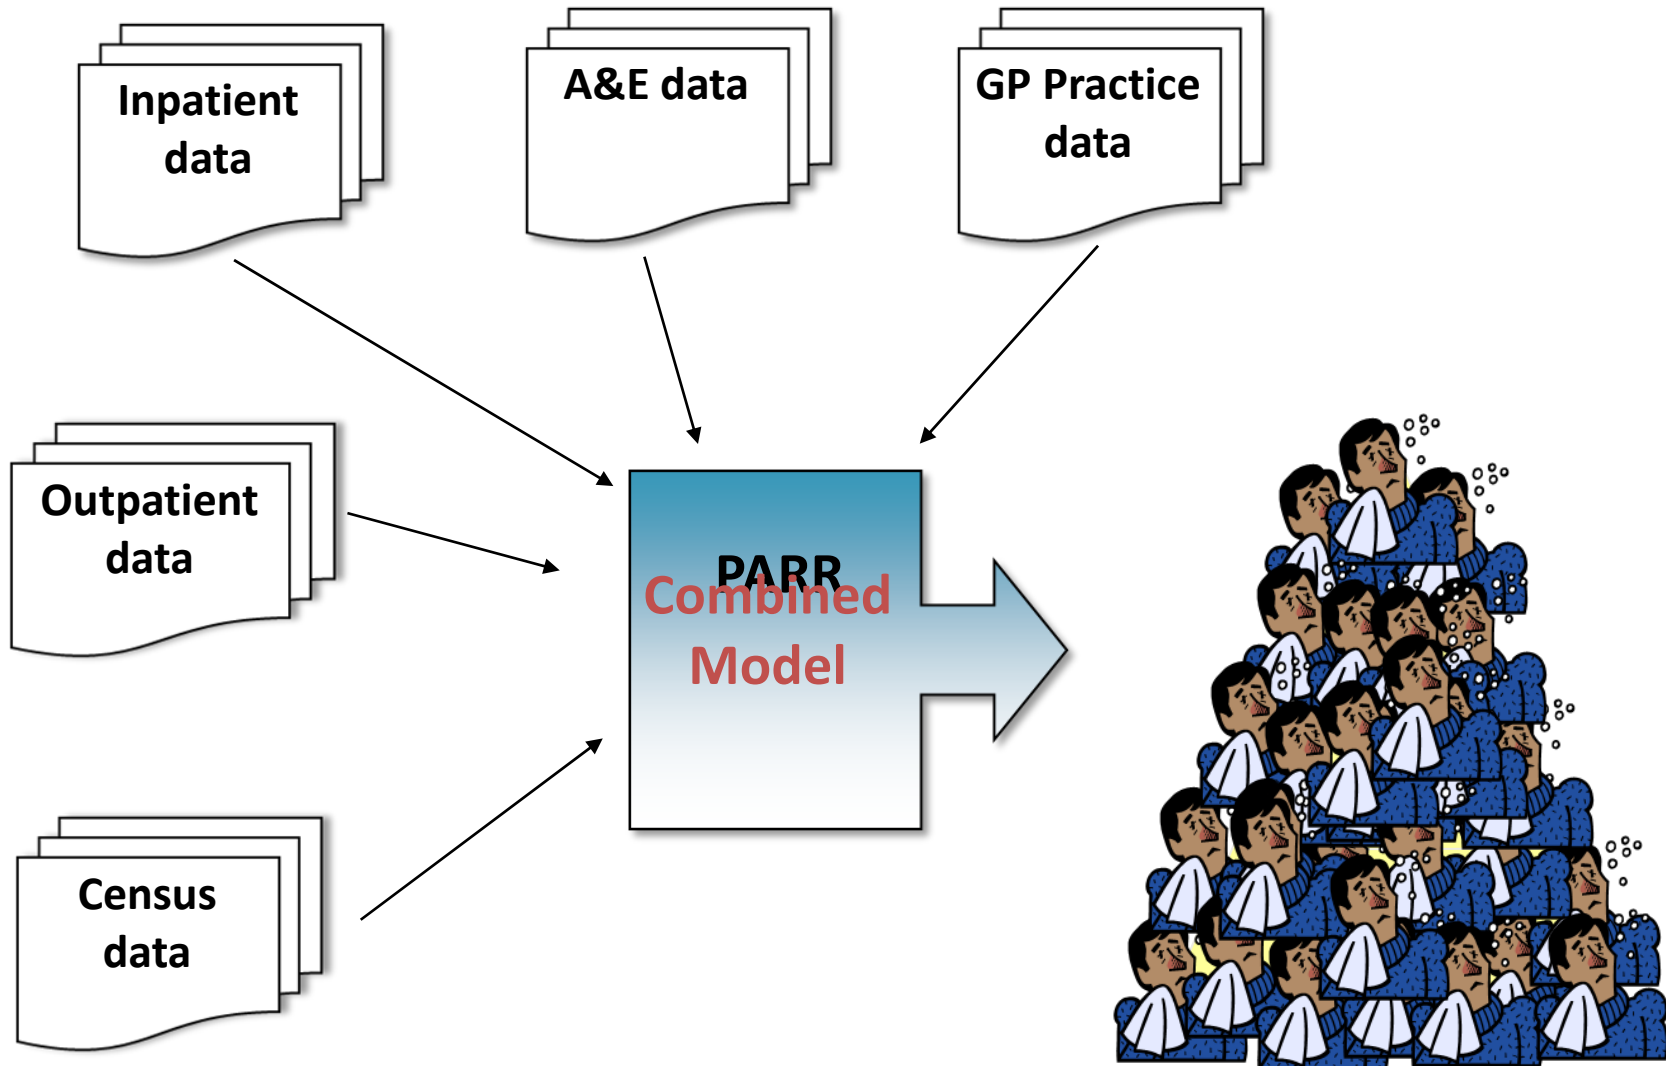 Inpatient
data
A&E data
GP Practice
data
Outpatient
data
PARR
Combined
Model
Census
data